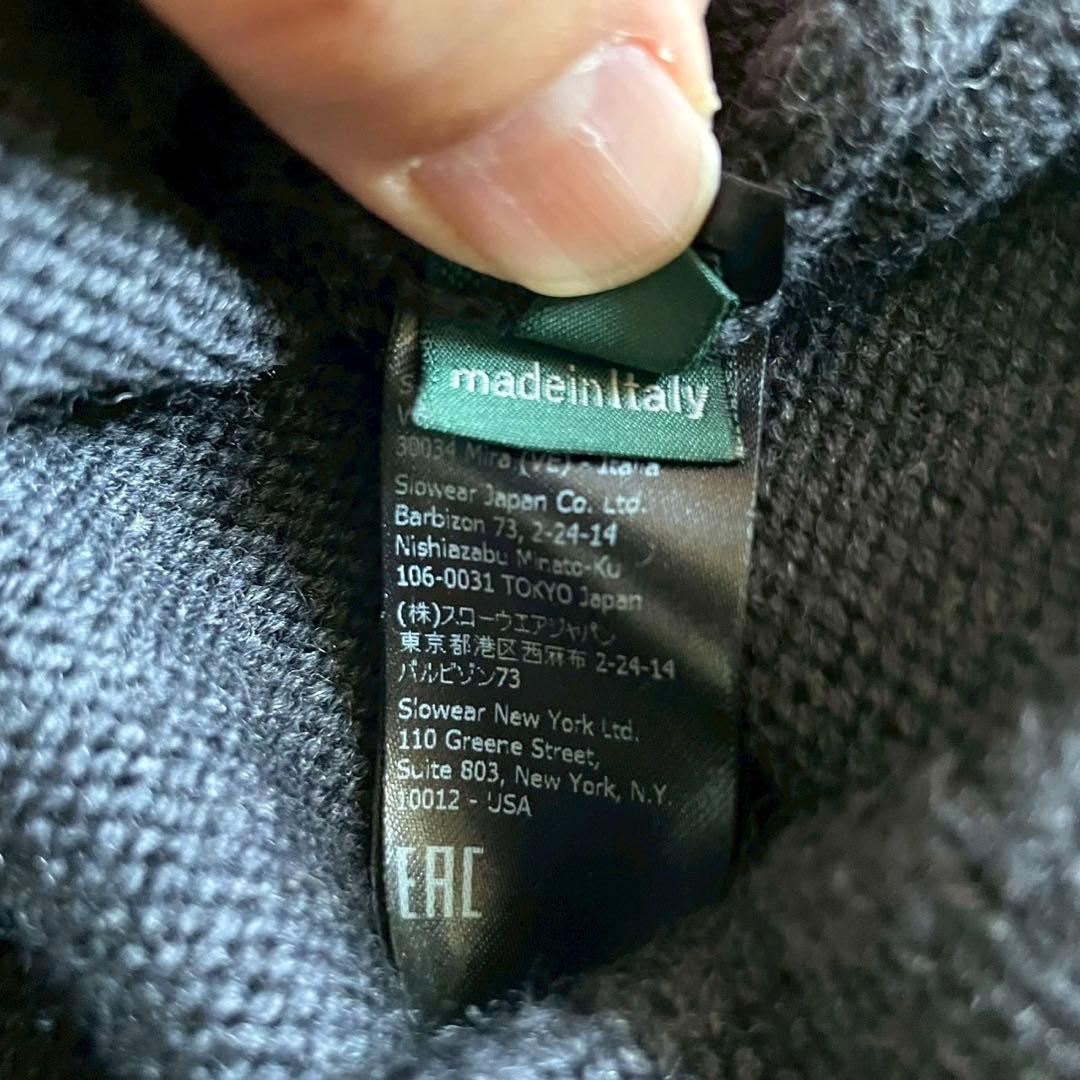 madeinItaly
30034 Mira (VE) - Italia
Slowear Japan Co. Ltd.
Barbizon 73, 2-24-14
Nishiazabu Minato-Ku
106-0031 TOKYO Japan
(株)スローウエアジャパン
東京都港区西麻布 2-24-14
バルビゾン73
Slowear New York Ltd.
110 Greene Street,
Suite 803, New York, N.Y.
10012 - USA
EAC